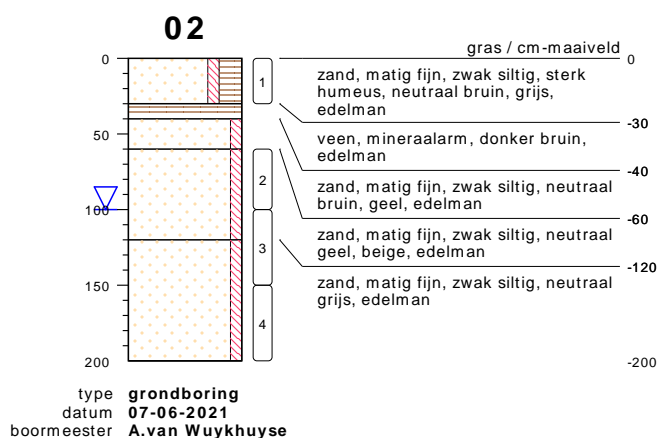 02
gras / cm-maaiveld
0
0
zand, matig fijn, zwak siltig, sterk
humeus, neutraal bruin, grijs,
edelman
1
-30
veen, mineraalarm, donker bruin,
edelman
50
-40
zand, matig fijn, zwak siltig, neutraal
bruin, geel, edelman
2
-60
100
zand, matig fijn, zwak siltig, neutraal
geel, beige, edelman
3
-120
150
zand, matig fijn, zwak siltig, neutraal
grijs, edelman
4
200
-200
type grondboring
datum 07-06-2021
boormeester A.van Wuykhuyse